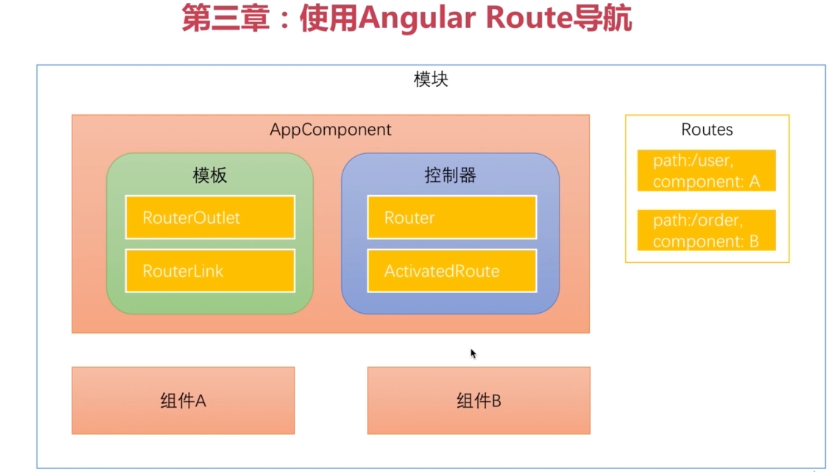 第三章：使用Angular Route导航
模块
AppComponent
模板
RouterOutlet
RouterLink
控制器
Router
ActivatedRoute
Routes
path:/user,
component: A
path:/order,
component: B
组件A
组件B